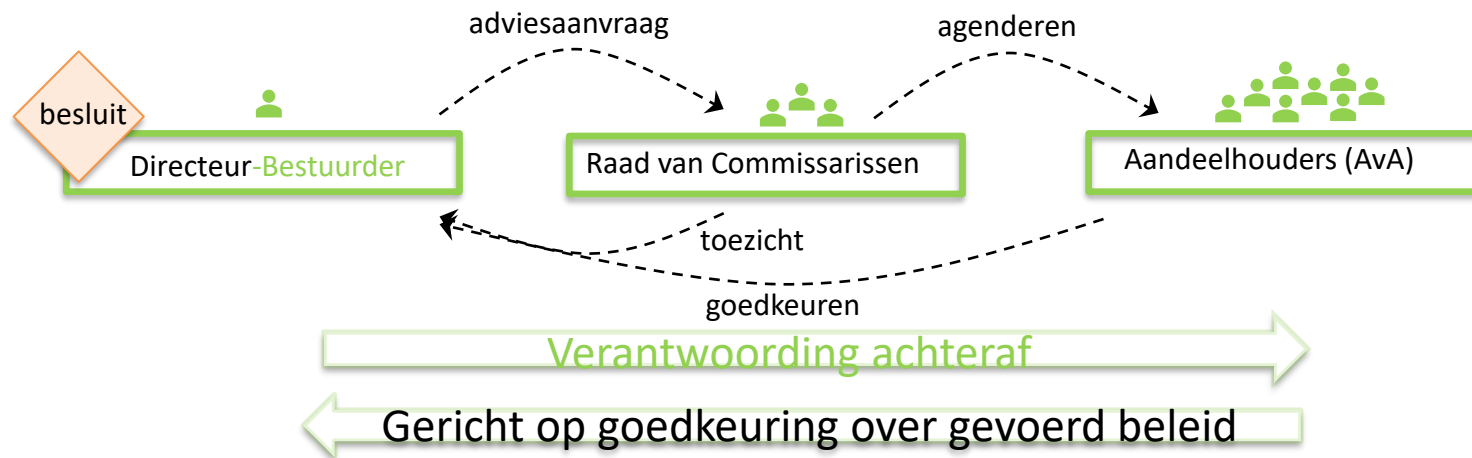 adviesaanvraag
agenderen
besluit
Directeur-Bestuurder
Raad van Commissarissen
Aandeelhouders (AvA)
toezicht
goedkeuren
Verantwoording achteraf
Gericht op goedkeuring over gevoerd beleid